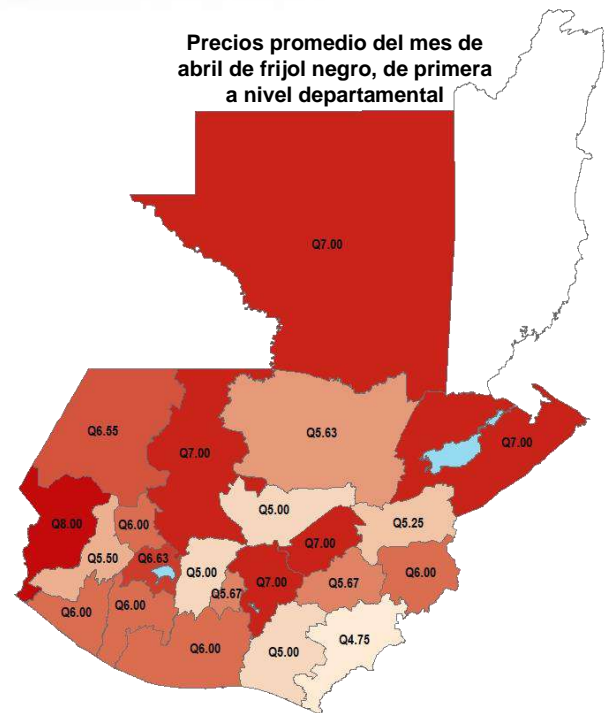 Precios promedio del mes de
abril de frijol negro, de primera
a nivel departamental
Q7.00
Q6.55
Q7.00
Q5.63
Q7.00
Q8.00
Q6.00
Q5.00
Q5.25
Q5.50
Q6.63
Q5.00
Q7.00
Q5.67
Q7.00
Q5.67
Q6.00
Q6.00
Q6.00
Q6.00
Q5.00
Q4.75